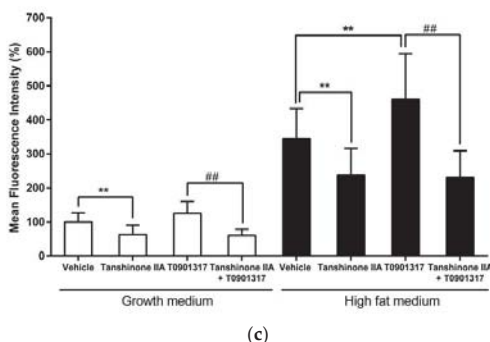 700
600
500
400
300
200
100
0
Mean Fluorescence Intensity (%)
** ##
**
** ##
Vehicle Tanshinone IIA T0901317 Tanshinone IIA + T0901317 Vehicle Tanshinone IIA T0901317 Tanshinone IIA + T0901317
Growth medium High fat medium
(c)